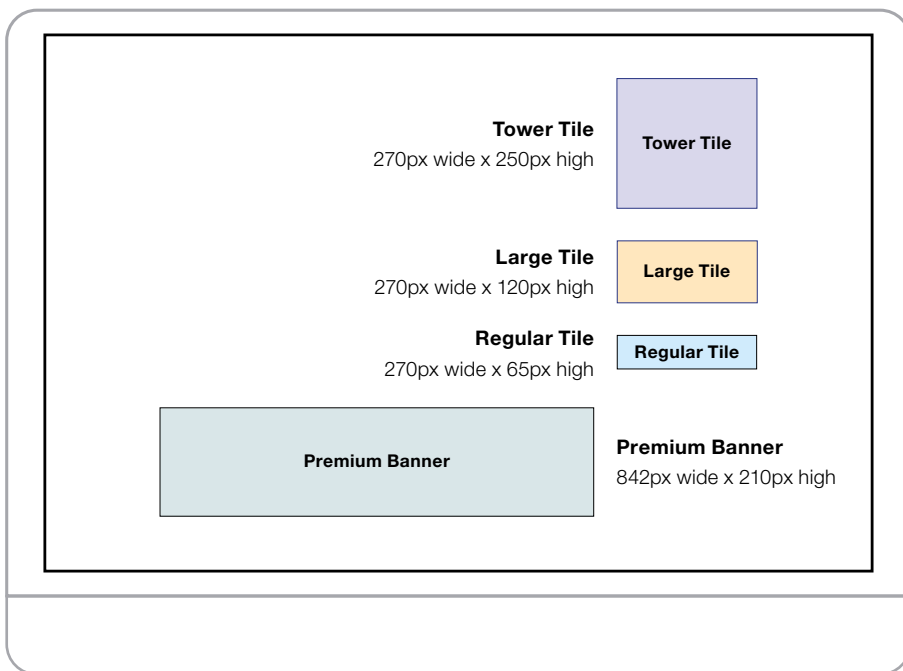 Tower Tile
270px wide x 250px high
Tower Tile
Large Tile
270px wide x 120px high
Large Tile
Regular Tile
270px wide x 65px high
Regular Tile
Premium Banner
Premium Banner
842px wide x 210px high